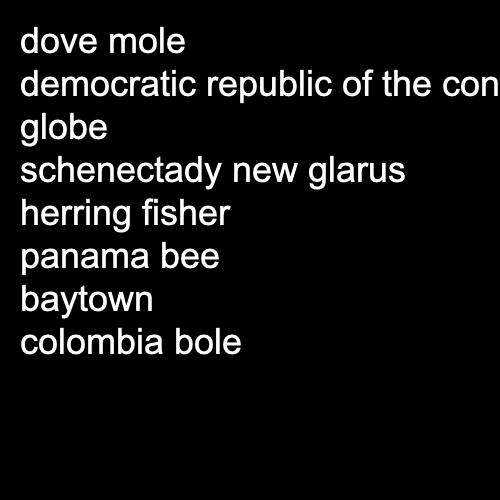 dove mole
democratic republic of the con
globe
schenectady new glarus
herring fisher
panama bee
baytown
colombia bole